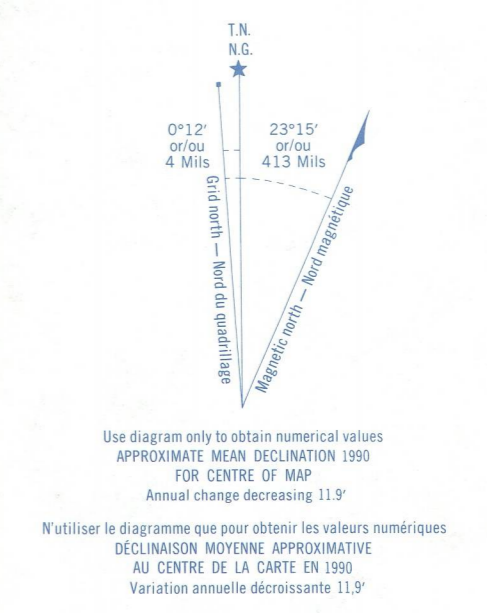 T.N.
N.G.
0°12′
or/ou
4 Mils
23°15′
or/ou
413 Mils
Grid north — Nord du quadrillage
Magnetic north — Nord magnétique
Use diagram only to obtain numerical values
APPROXIMATE MEAN DECLINATION 1990
FOR CENTRE OF MAP
Annual change decreasing 11.9′
N'utiliser le diagramme que pour obtenir les valeurs numériques
DÉCLINAISON MOYENNE APPROXIMATIVE
AU CENTRE DE LA CARTE EN 1990
Variation annuelle décroissante 11,9′